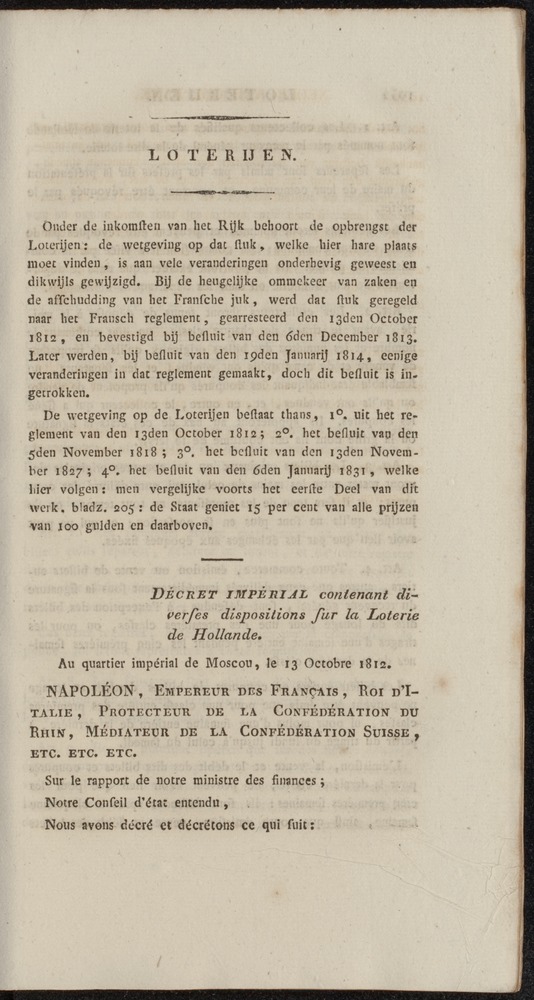 LOTERIJEN.
Onder de inkomſten van het Rijk behoort de opbrengst der
Loterijen: de wetgeving op dat ſtuk, welke hier hare plaats
moet vinden, is aan vele veranderingen onderhevig geweest en
dikwijls gewijzigd. Bij de heugelijke ommekeer van zaken en
de affchudding van het Franſche juk, werd dat ſtuk geregeld
naar het Fransch reglement, gearresteerd den 13den October
1812, en bevestigd bij beſluit van den 6den December 1813.
Later werden, bij beſluit van den 19den Januarij 1814, eenige
veranderingen in dat reglement gemaakt, doch dit beſluit is in-
getrokken.
De wetgeving op de Loterijen beſtaat thans, 1°. uit het re-
glement van den 13den October 1812; 2°. het beſluit van den
5den November 1818; 3°. het beſluit van den 13den Novem-
ber 1827; 4°. het beſluit van den 6den Januarij 1831, welke
hier volgen: men vergelijke voorts het eerſte Deel van dit
werk, bladz. 205: de Staat geniet 15 per cent van alle prijzen
van 100 gulden en daarboven.
DÉCRET IMPÉRIAL contenant di-
verſes dispositions ſur la Loterie
de Hollande.
Au quartier impérial de Moscou, le 13 Octobre 1812.
NAPOLÉON, EMPEREUR DES FRANÇAIS, ROI D'I-
TALIE, PROTECTEUR DE LA CONFÉDÉRATION DU
RHIN, MÉDIATEUR DE LA CONFÉDÉRATION SUISSE,
ETC. ETC. ETC.
Sur le rapport de notre ministre des finances;
Notre Conſeil d'état entendu,
Nous avons décré et décrétons ce qui ſuit: